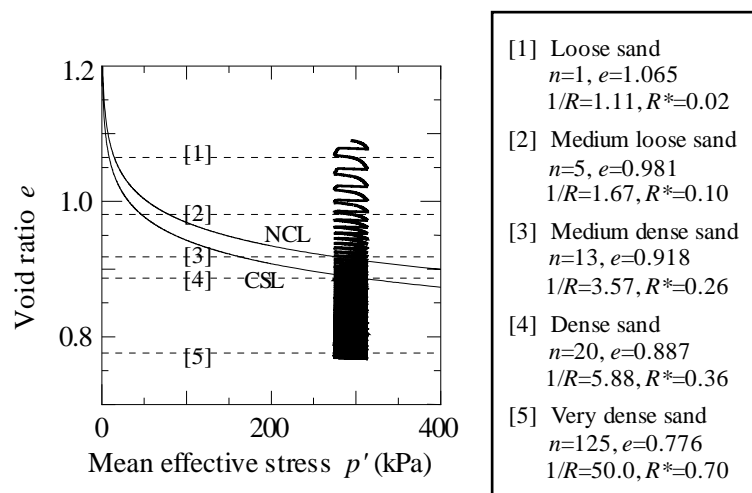 1.2
1.0
0.8
Void ratio e
[1]
[2]
NCL
[3]
[4]
CSL
[5]
0
200
400
Mean effective stress p' (kPa)
[1] Loose sand
n=1, e=1.065
1/R=1.11, R*=0.02
[2] Medium loose sand
n=5, e=0.981
1/R=1.67, R*=0.10
[3] Medium dense sand
n=13, e=0.918
1/R=3.57, R*=0.26
[4] Dense sand
n=20, e=0.887
1/R=5.88, R*=0.36
[5] Very dense sand
n=125, e=0.776
1/R=50.0, R*=0.70